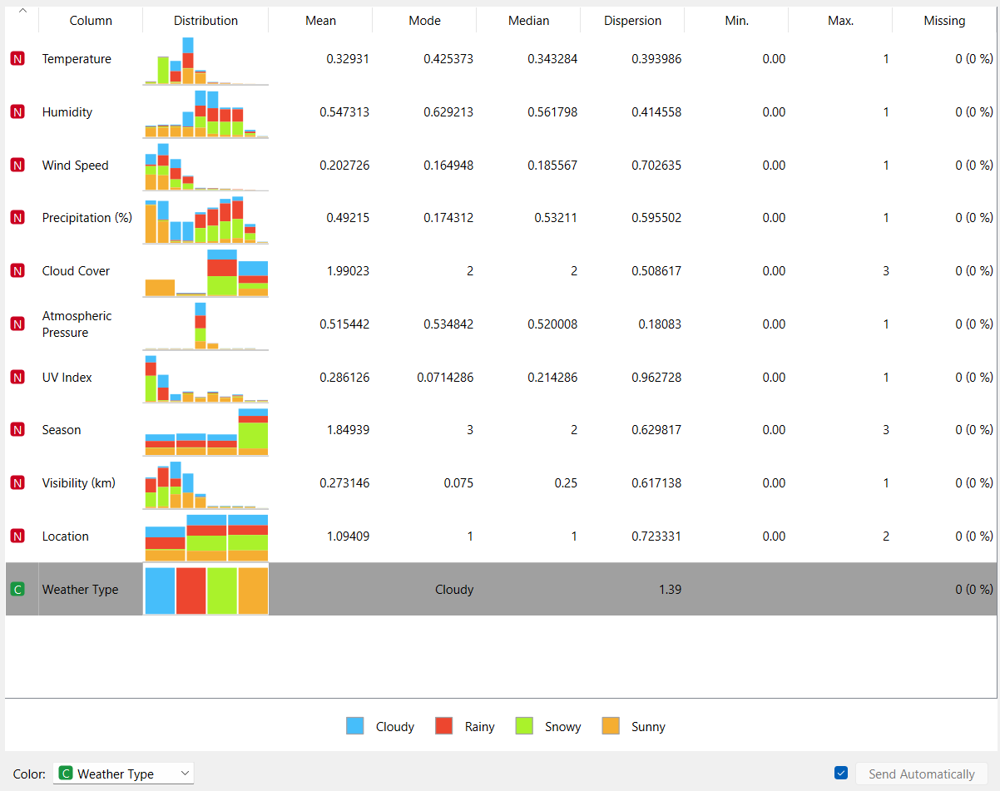 Column Distribution Mean Mode Median Dispersion Min. Max. Missing
N Temperature 0.32931 0.425373 0.343284 0.393986 0.00 1 0 (0 %)
N Humidity 0.547313 0.629213 0.561798 0.414558 0.00 1 0 (0 %)
N Wind Speed 0.202726 0.164948 0.185567 0.702635 0.00 1 0 (0 %)
N Precipitation (%) 0.49215 0.174312 0.53211 0.595502 0.00 1 0 (0 %)
N Cloud Cover 1.99023 2 2 0.508617 0.00 3 0 (0 %)
N Atmospheric
Pressure 0.515442 0.534842 0.520008 0.18083 0.00 1 0 (0 %)
N UV Index 0.286126 0.0714286 0.214286 0.962728 0.00 1 0 (0 %)
N Season 1.84939 3 2 0.629817 0.00 3 0 (0 %)
N Visibility (km) 0.273146 0.075 0.25 0.617138 0.00 1 0 (0 %)
N Location 1.09409 1 1 0.723331 0.00 2 0 (0 %)
C Weather Type Cloudy 1.39 0 (0 %)
Cloudy Rainy Snowy Sunny
Color: C Weather Type Send Automatically